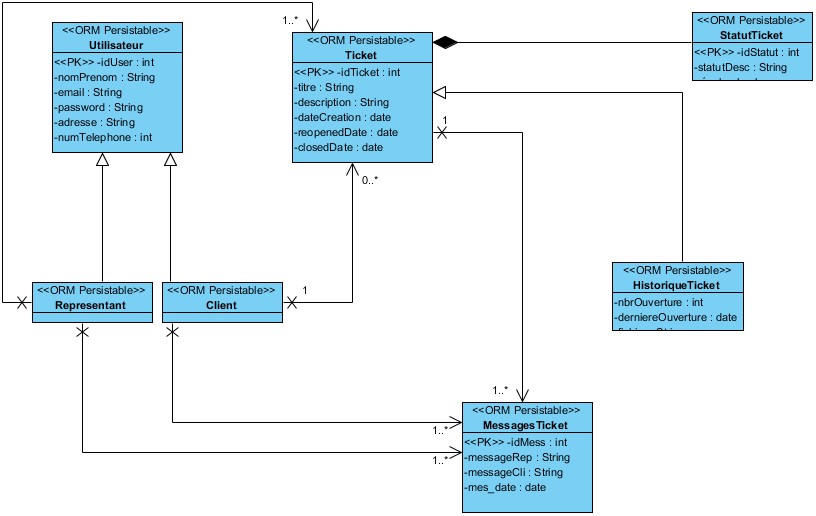 <<ORM Persistable>>
Utilisateur
<<PK>> -idUser : int
-nomPrenom : String
-email : String
-password : String
-adresse : String
-numTelephone : int
1..*
<<ORM Persistable>>
Ticket
<<PK>> -idTicket : int
-titre : String
-description : String
-dateCreation : date
-reopenedDate : date
-closedDate : date
<<ORM Persistable>>
StatutTicket
<<PK>> -idStatut : int
-statutDesc : String
1
0..*
<<ORM Persistable>>
Representant
<<ORM Persistable>>
Client
1
<<ORM Persistable>>
HistoriqueTicket
-nbrOuverture : int
-derniereOuverture : date
1..*
<<ORM Persistable>>
MessagesTicket
<<PK>> -idMess : int
-messageRep : String
-messageCli : String
-mes_date : date
1..*
1..*